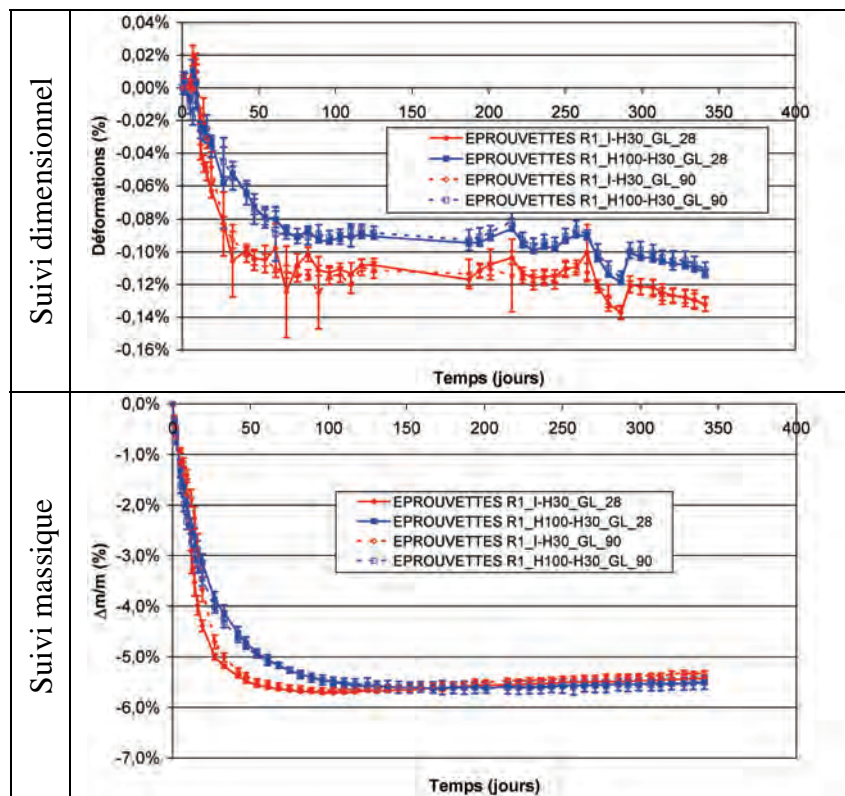 Suivi dimensionnel
Déformations (%)
0,04%
0,02%
0,00%
-0,02%
-0,04%
-0,06%
-0,08%
-0,10%
-0,12%
-0,14%
-0,16%
0 50 100 150 200 250 300 350 400
EPROUVETTES R1_I-H30_GL_28
EPROUVETTES R1_H100-H30_GL_28
EPROUVETTES R1_I-H30_GL_90
EPROUVETTES R1_H100-H30_GL_90
Temps (jours)
Suivi massique
Δm/m (%)
0,0%
-1,0%
-2,0%
-3,0%
-4,0%
-5,0%
-6,0%
-7,0%
0 50 100 150 200 250 300 350 400
EPROUVETTES R1_I-H30_GL_28
EPROUVETTES R1_H100-H30_GL_28
EPROUVETTES R1_I-H30_GL_90
EPROUVETTES R1_H100-H30_GL_90
Temps (jours)